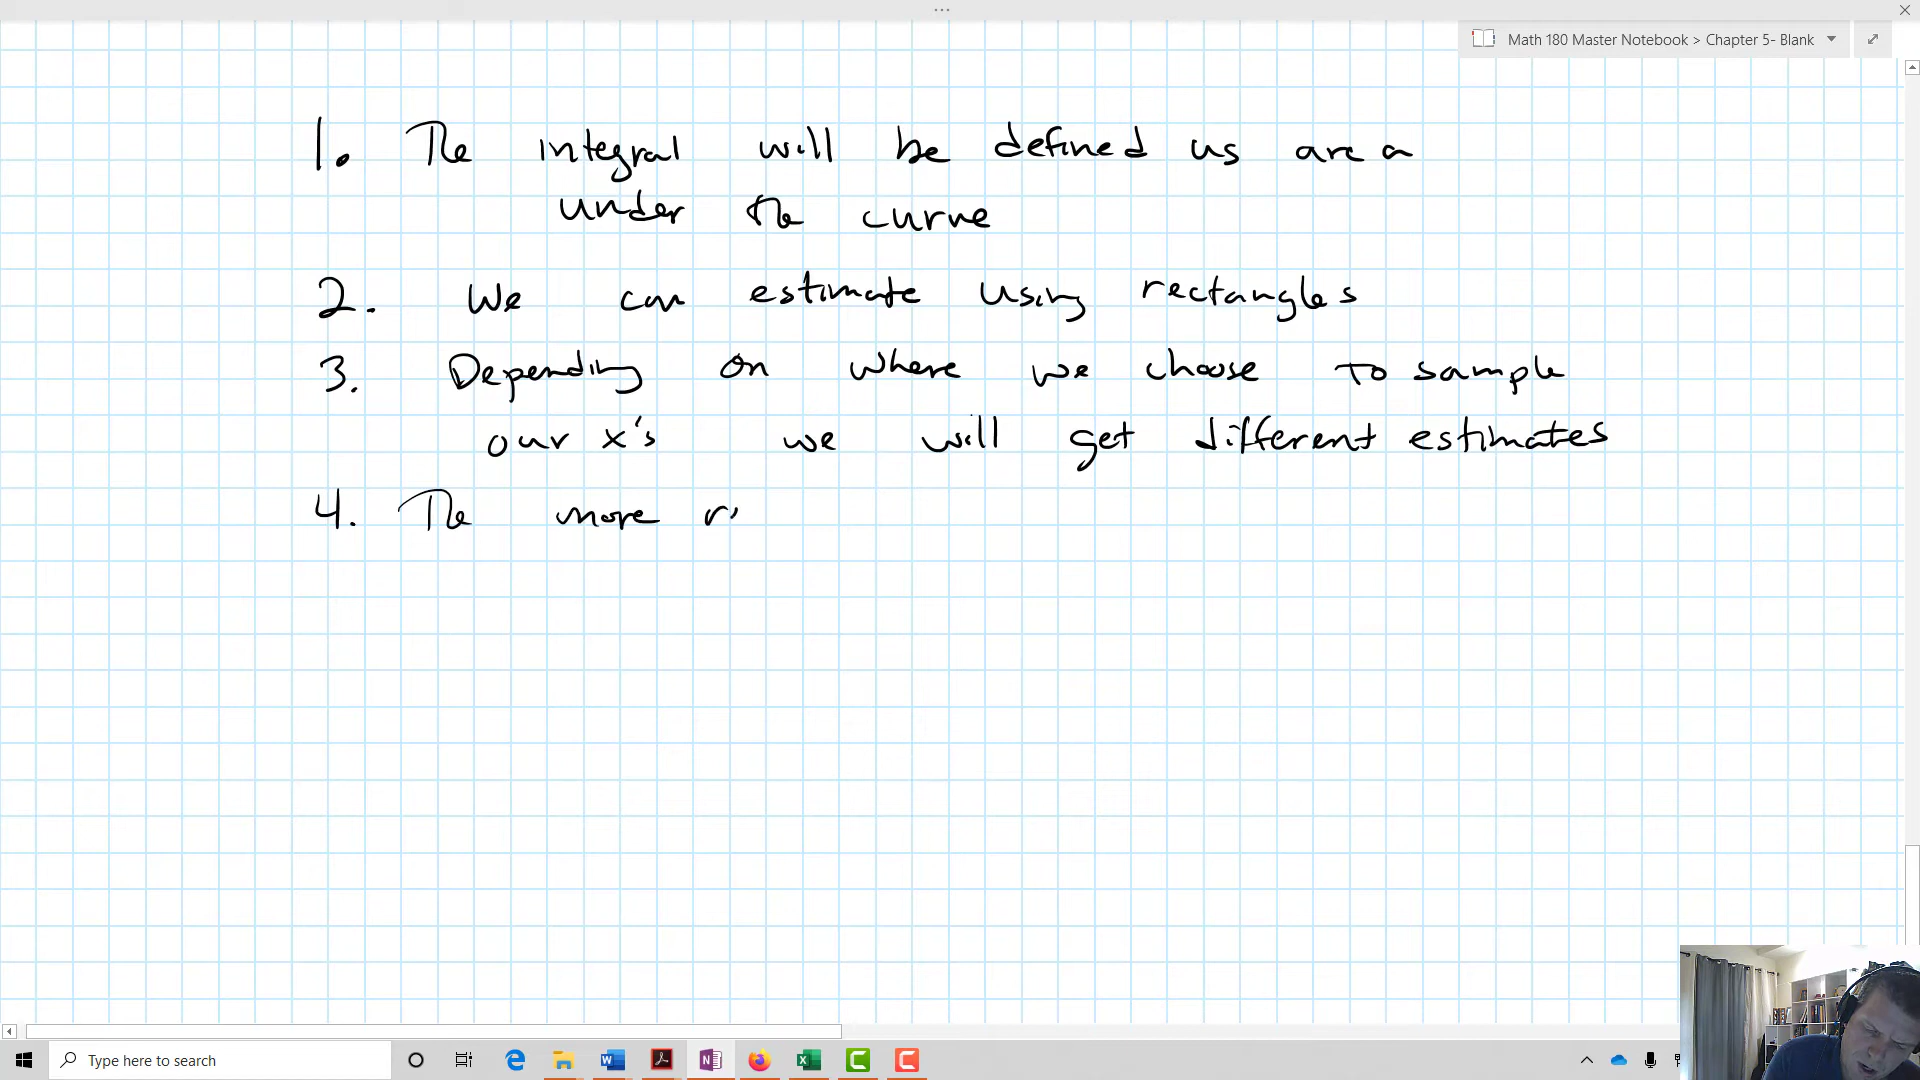 Math 180 Master Notebook > Chapter 5- Blank
1. The integral will be defined us area
under the curve
2. We can estimate using rectangles
3. Depending on where we choose to sample
our x's we will get different estimates
4. The more r
Type here to search